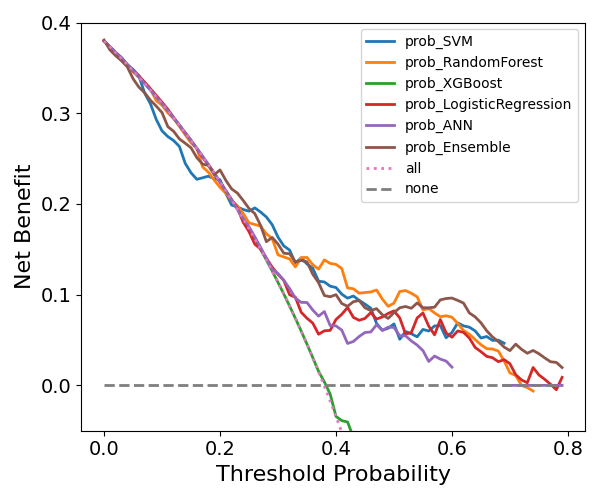 0.4
0.3
0.2
0.1
0.0
Net Benefit
prob_SVM
prob_RandomForest
prob_XGBoost
prob_LogisticRegression
prob_ANN
prob_Ensemble
all
none
0.0 0.2 0.4 0.6 0.8
Threshold Probability